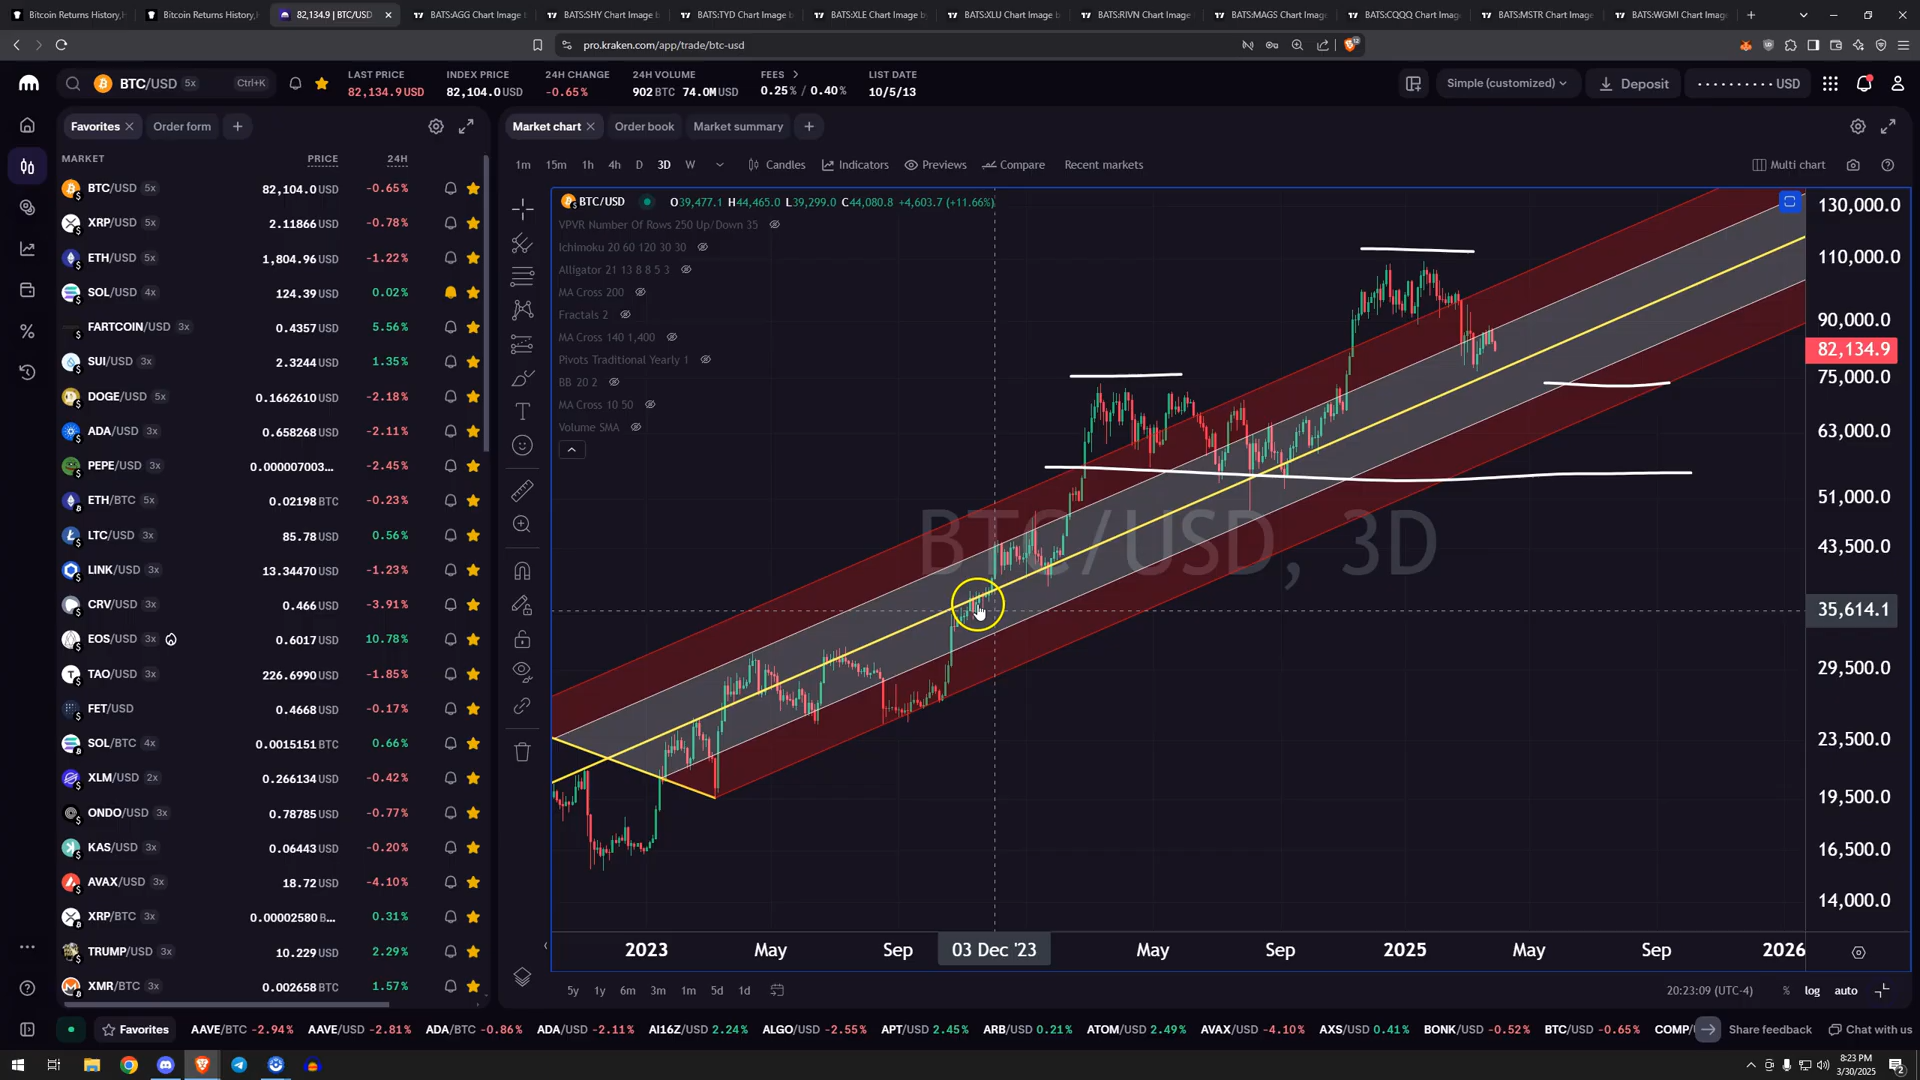 Bitcoin Returns History,
Bitcoin Returns History,
82,134.9 | BTC/USD
BATS:AGG Chart Image b
BATS:SHY Chart Image b
BATS:TYD Chart Image b
BATS:XLE Chart Image b
BATS:XLU Chart Image b
BATS:RIVN Chart Image
BATS:MAGS Chart Image
BATS:CQQQ Chart Image
BATS:MSTR Chart Image
BATS:WGMI Chart Image
pro.kraken.com/app/trade/btc-usd
BTC/USD 5x Ctrl+K
LAST PRICE 82,134.9 USD
INDEX PRICE 82,104.0 USD
24H CHANGE -0.65%
24H VOLUME 902 BTC 74.0M USD
FEES 0.25% / 0.40%
LIST DATE 10/5/13
Simple (customized)
Deposit
USD
Favorites Order form
MARKET PRICE 24H
BTC/USD 5x 82,104.0 USD -0.65%
XRP/USD 5x 2.11866 USD -0.78%
ETH/USD 5x 1,804.96 USD -1.22%
SOL/USD 4x 124.39 USD 0.02%
FARTCOIN/USD 3x 0.4357 USD 5.56%
SUI/USD 3x 2.3244 USD 1.35%
DOGE/USD 5x 0.1662610 USD -2.18%
ADA/USD 3x 0.658268 USD -2.11%
PEPE/USD 3x 0.000007003... -2.45%
ETH/BTC 5x 0.02198 BTC -0.23%
LTC/USD 3x 85.78 USD 0.56%
LINK/USD 3x 13.34470 USD -1.23%
CRV/USD 3x 0.466 USD -3.91%
EOS/USD 3x 0.6017 USD 10.78%
TAO/USD 3x 226.6990 USD -1.85%
FET/USD 0.4668 USD -0.17%
SOL/BTC 4x 0.0015151 BTC 0.66%
XLM/USD 2x 0.266134 USD -0.42%
ONDO/USD 3x 0.78785 USD -0.77%
KAS/USD 3x 0.06443 USD -0.20%
AVAX/USD 3x 18.72 USD -4.10%
XRP/BTC 3x 0.00002580 B... 0.31%
TRUMP/USD 3x 10.229 USD 2.29%
XMR/BTC 3x 0.002658 BTC 1.57%
Market chart Order book Market summary
1m 15m 1h 4h D 3D W Candles Indicators Previews Compare Recent markets Multi chart
BTC/USD O39,477.1 H44,465.0 L39,299.0 C44,080.8 +4,603.7 (+11.66%)
VPVR Number Of Rows 250 Up/Down 35
Ichimoku 20 60 120 30 30
Alligator 21 13 8 8 5 3
MA Cross 200
Fractals 2
MA Cross 140 1,400
Pivots Traditional Yearly 1
BB 20 2
MA Cross 10 50
Volume SMA
BTC/USD, 3D
130,000.0
110,000.0
90,000.0
82,134.9
75,000.0
63,000.0
51,000.0
43,500.0
35,614.1
29,500.0
23,500.0
19,500.0
16,500.0
14,000.0
2023 May Sep 03 Dec '23 May Sep 2025 May Sep 2026
5y 1y 6m 3m 1m 5d 1d
20:23:09 (UTC-4) % log auto
Favorites AAVE/BTC -2.94% AAVE/USD -2.81% ADA/BTC -0.86% ADA/USD -2.11% AI16Z/USD 2.24% ALGO/USD -2.55% APT/USD 2.45% ARB/USD 0.21% ATOM/USD 2.49% AVAX/USD -4.10% AXS/USD 0.41% BONK/USD -0.52% BTC/USD -0.65% COMP/ Share feedback Chat with us
8:23 PM
3/30/2025